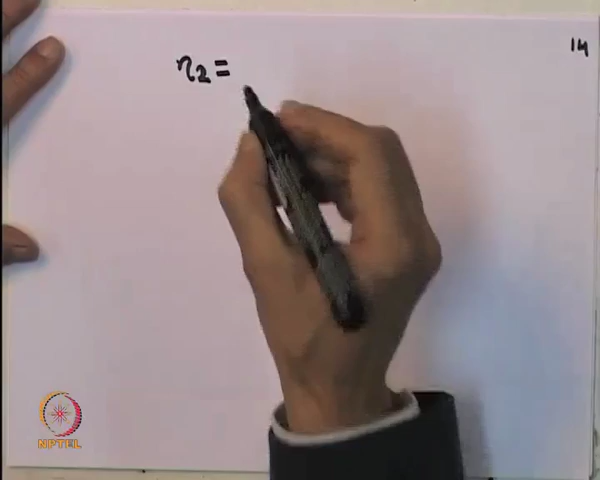 14
η₂ =
NPTEL